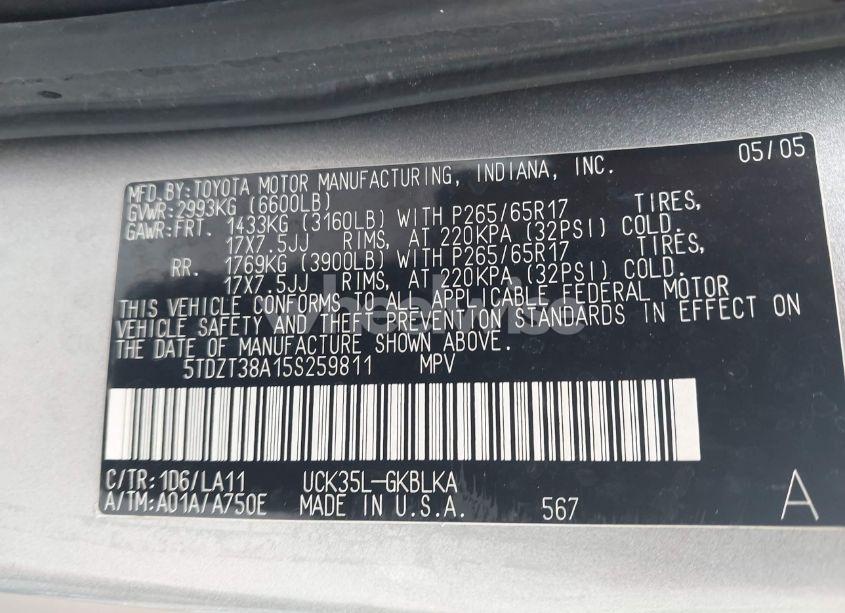 05/05
MFD.BY:TOYOTA MOTOR MANUFACTURING, INDIANA, INC.
GVWR:2993KG (6600LB)
GAWR:FRT. 1433KG (3160LB) WITH P265/65R17 TIRES,
17X7.5JJ RIMS, AT 220KPA (32PSI) COLD.
RR. 1769KG (3900LB) WITH P265/65R17 TIRES,
17X7.5JJ RIMS, AT 220KPA (32PSI) COLD.
THIS VEHICLE CONFORMS TO ALL APPLICABLE FEDERAL MOTOR
VEHICLE SAFETY AND THEFT PREVENTION STANDARDS IN EFFECT ON
THE DATE OF MANUFACTURE SHOWN ABOVE.
5TDZT38A15S259811 MPV
C/TR:1D6/LA11 UCK35L-GKBLKA
A/TM:A01A/A750E MADE IN U.S.A. 567 A